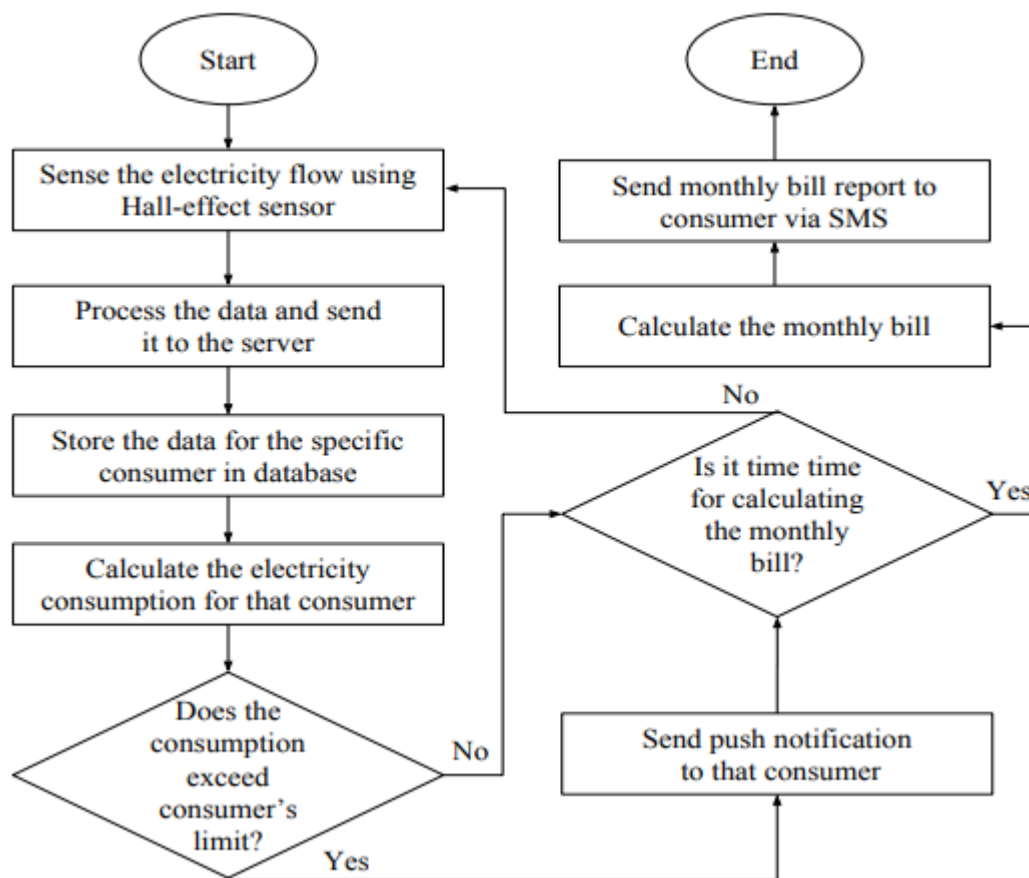 Start
Sense the electricity flow using
Hall-effect sensor
Process the data and send
it to the server
Store the data for the specific
consumer in database
Calculate the electricity
consumption for that consumer
Does the
consumption
exceed
consumer’s
limit?
No
Yes
Send push notification
to that consumer
Is it time time
for calculating
the monthly
bill?
No
Yes
Calculate the monthly bill
Send monthly bill report to
consumer via SMS
End